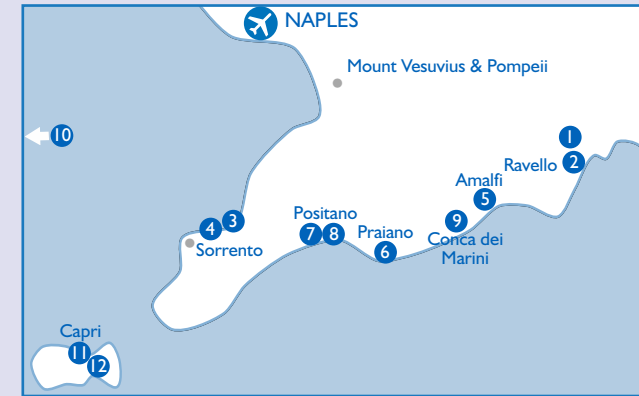 NAPLES
Mount Vesuvius & Pompeii
10
1
Ravello 2
Amalfi
5
4 3
Sorrento
Positano
7 8
Praiano
6
9
Conca dei
Marini
Capri
11
12